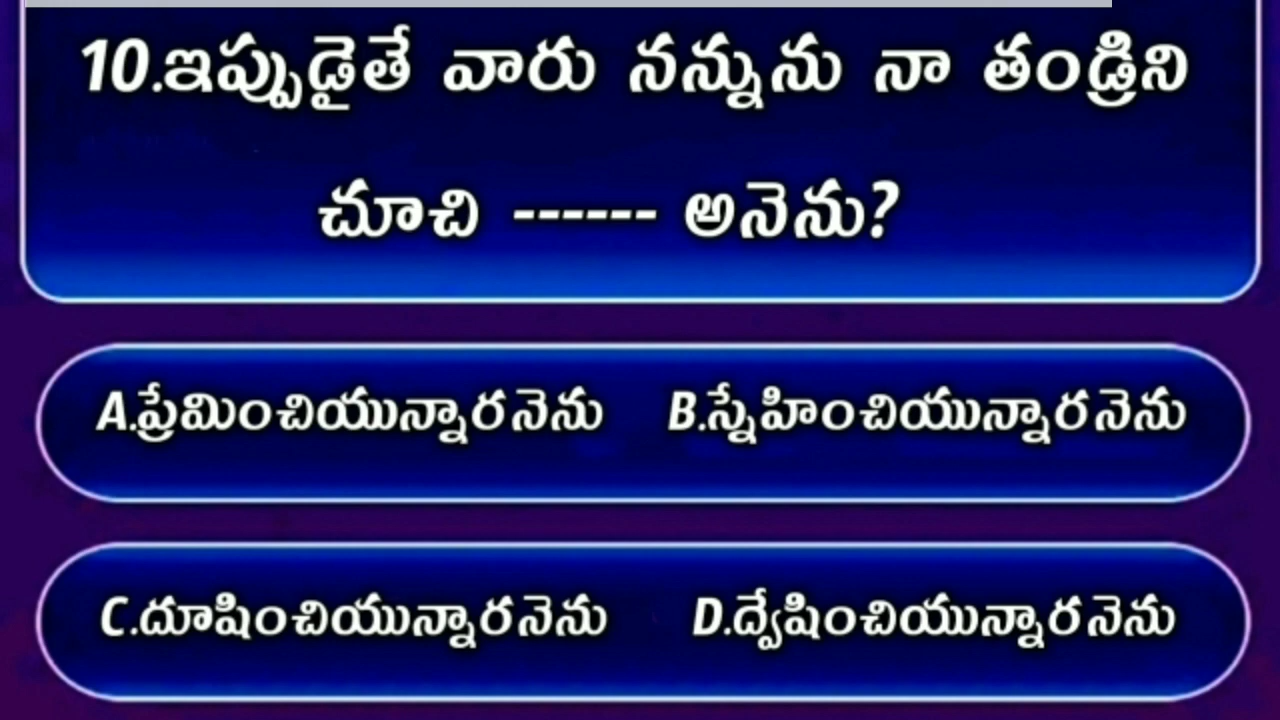 10.ఇప్పుడైతే వారు నన్నును నా తండ్రిని
చూచి ------ అనెను?
A.ప్రేమించియున్నారనెను B.స్నేహించియున్నారనెను
C.దూషించియున్నారనెను D.ద్వేషించియున్నారనెను